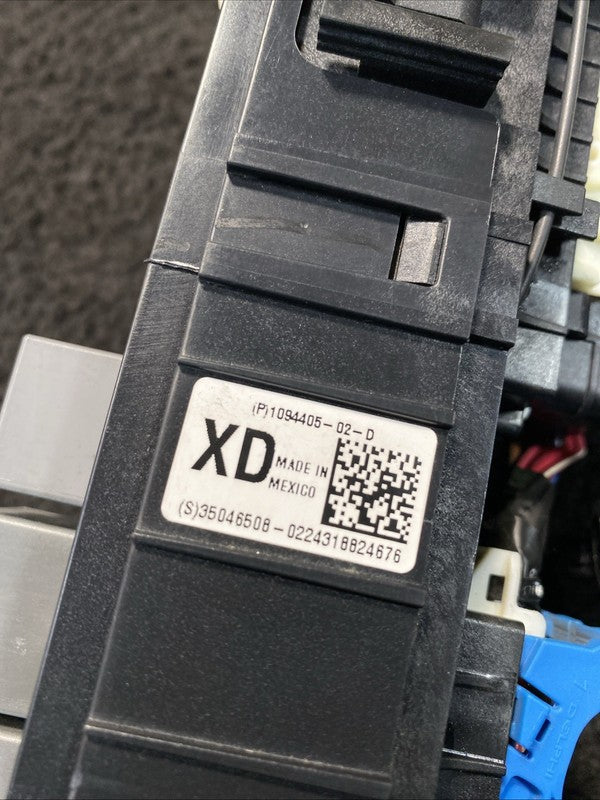 (P)1094405-02-D
XD
MADE IN
MEXICO
(S)35046508-0224318824676